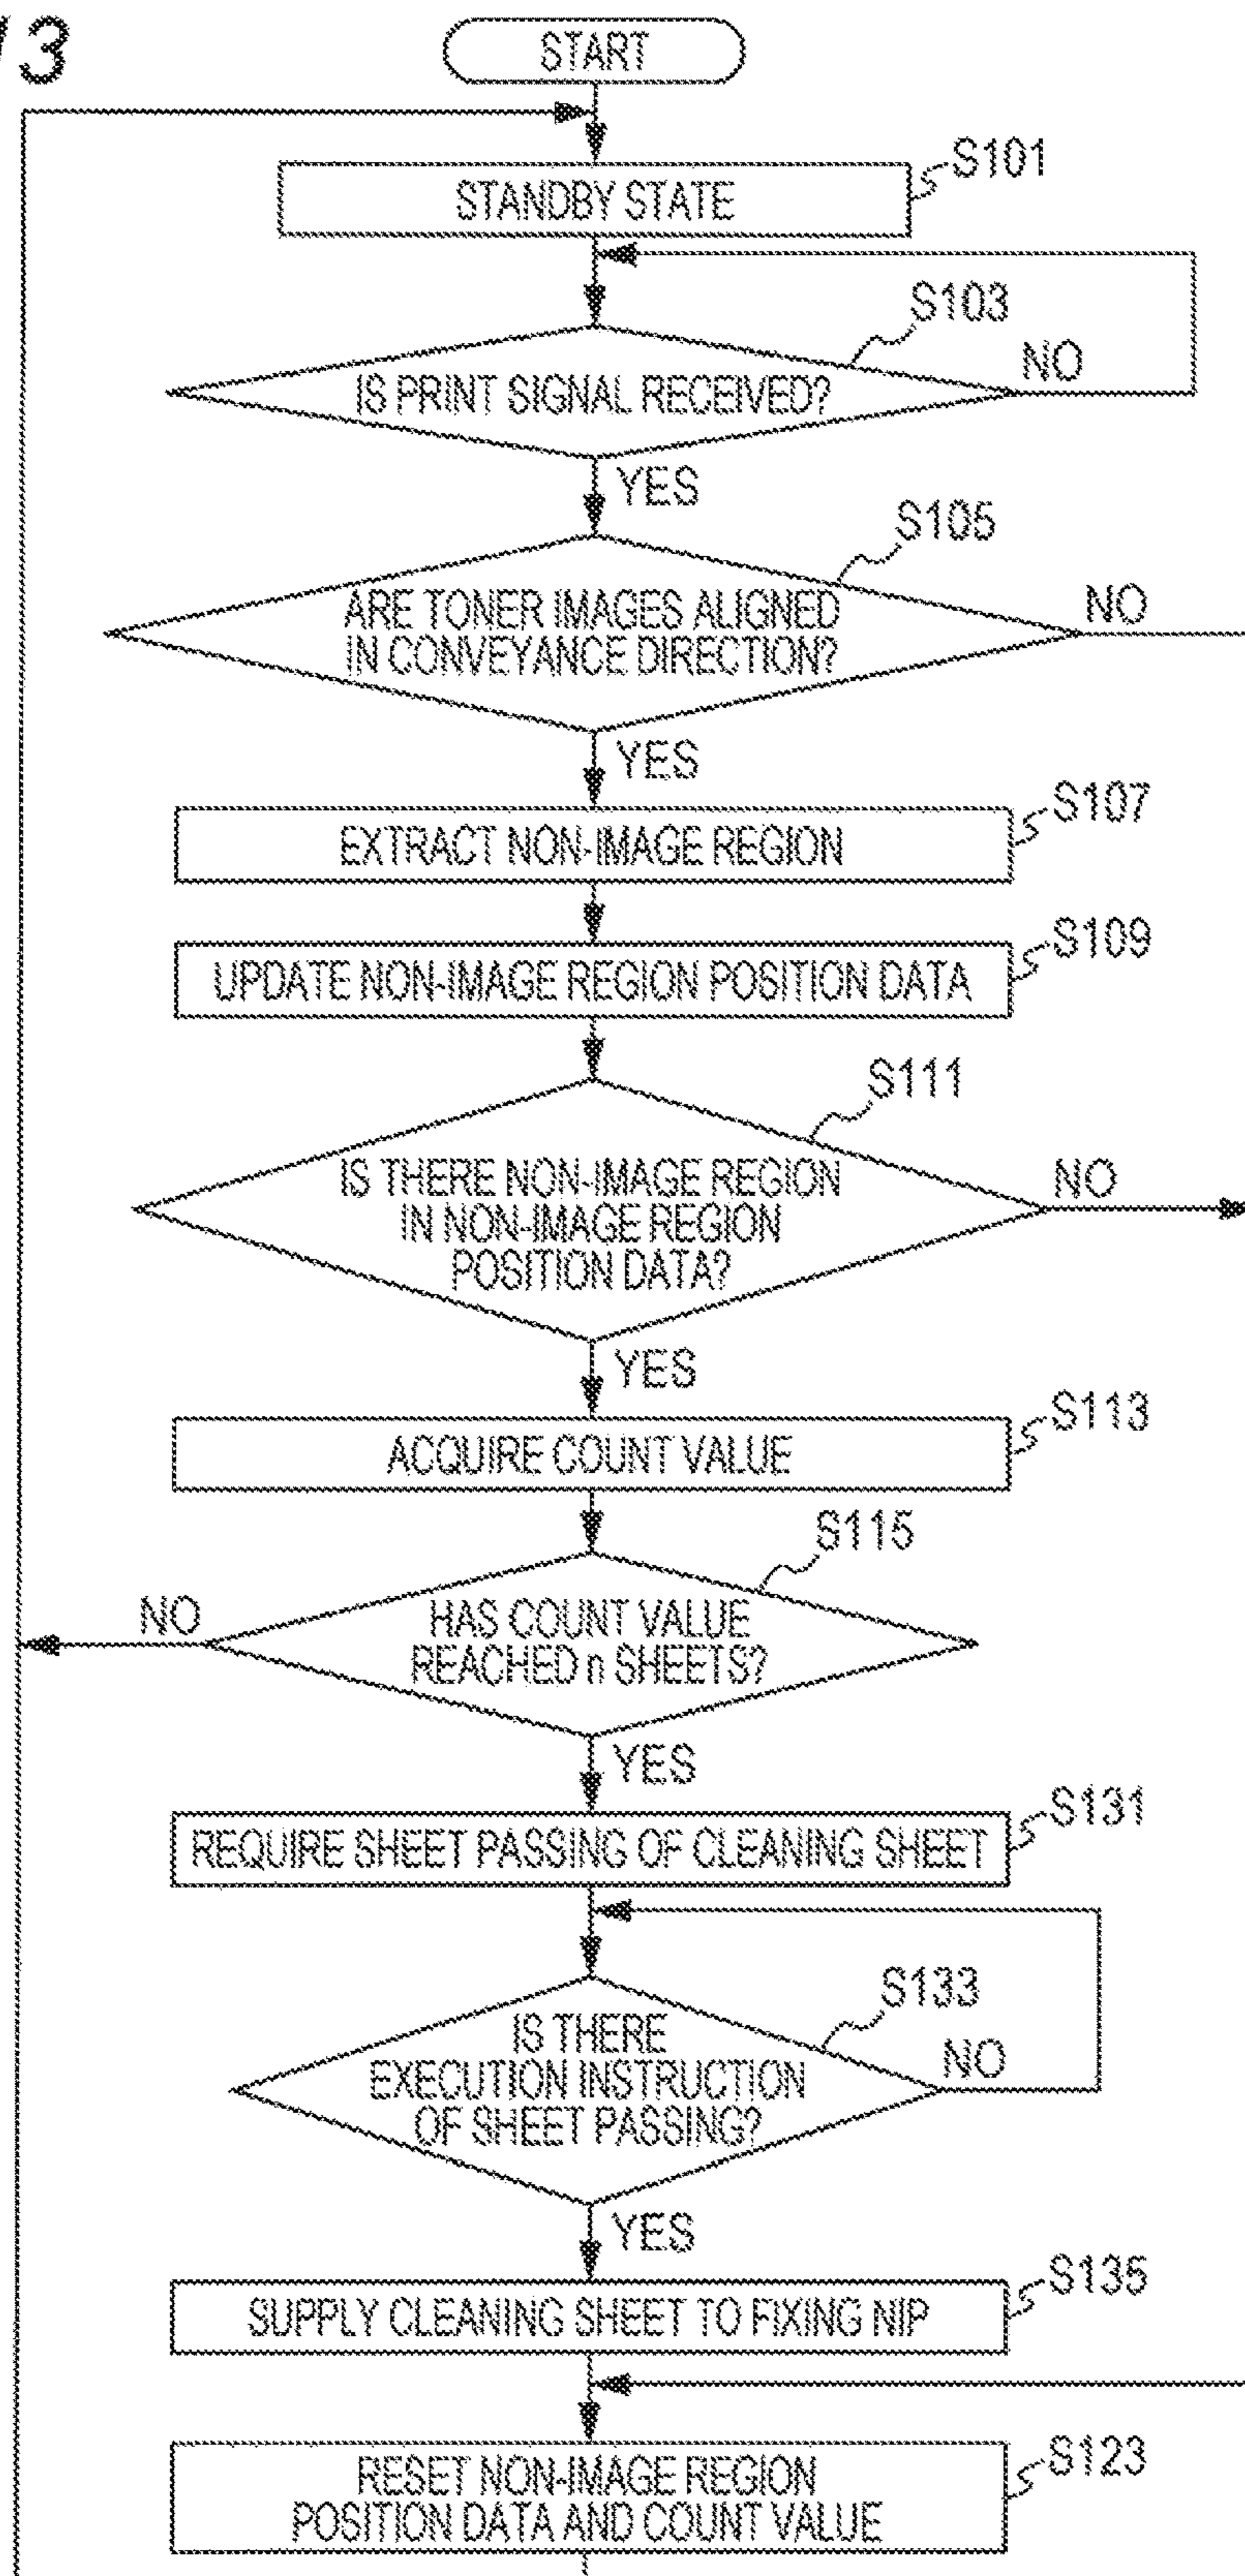 13
START
S101
STANDBY STATE
S103
IS PRINT SIGNAL RECEIVED?
NO
YES
S105
ARE TONER IMAGES ALIGNED
IN CONVEYANCE DIRECTION?
NO
YES
S107
EXTRACT NON-IMAGE REGION
S109
UPDATE NON-IMAGE REGION POSITION DATA
S111
IS THERE NON-IMAGE REGION
IN NON-IMAGE REGION
POSITION DATA?
NO
YES
S113
ACQUIRE COUNT VALUE
S115
NO
HAS COUNT VALUE
REACHED n SHEETS?
YES
S131
REQUIRE SHEET PASSING OF CLEANING SHEET
S133
IS THERE
EXECUTION INSTRUCTION
OF SHEET PASSING?
NO
YES
S135
SUPPLY CLEANING SHEET TO FIXING NIP
S123
RESET NON-IMAGE REGION
POSITION DATA AND COUNT VALUE